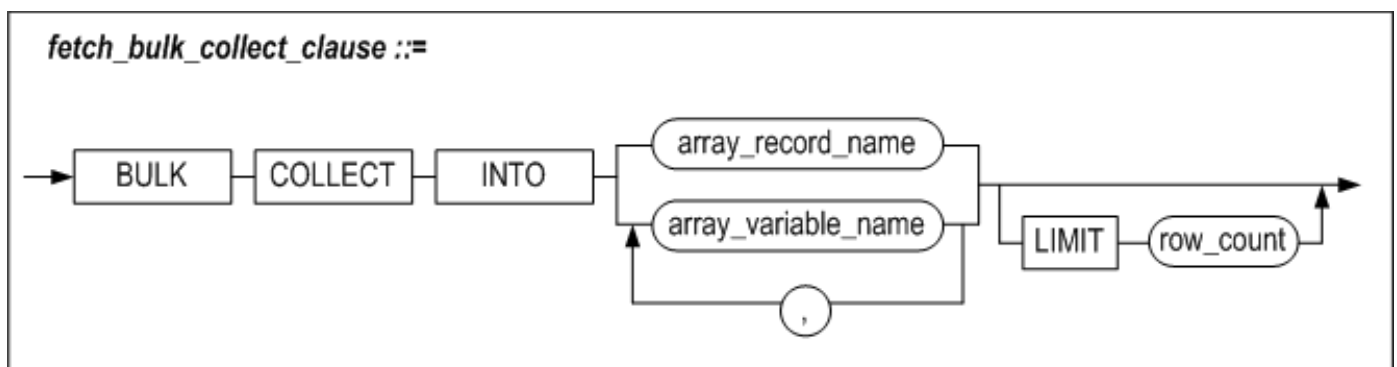 fetch_bulk_collect_clause ::=
BULK COLLECT INTO array_record_name
array_variable_name
,
LIMIT row_count